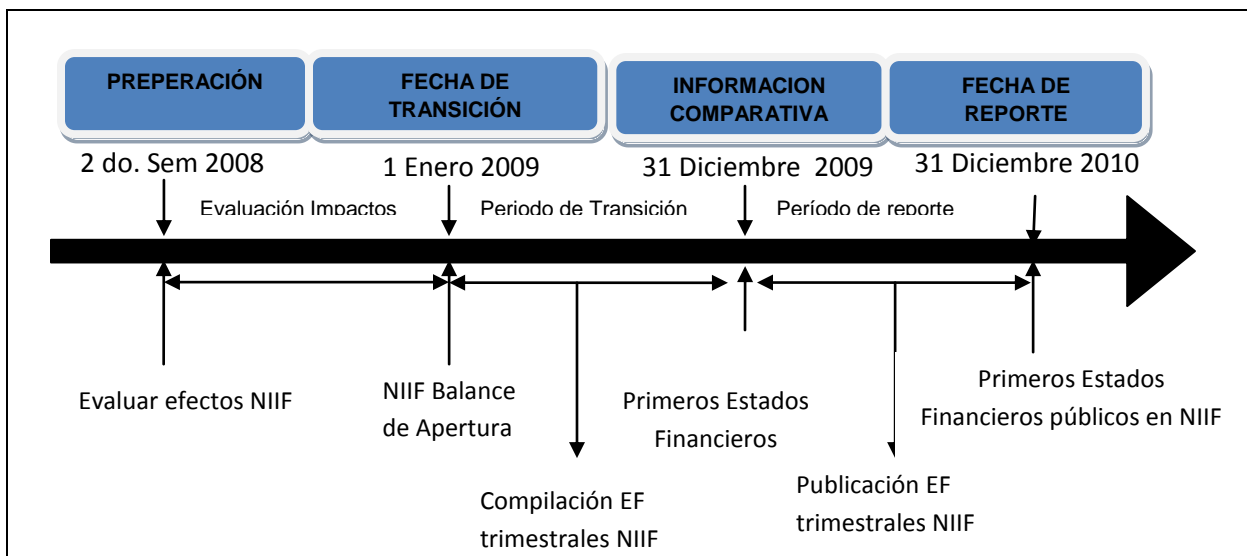 PREPERACIÓN
FECHA DE
TRANSICIÓN
INFORMACION
COMPARATIVA
FECHA DE
REPORTE
2 do. Sem 2008
1 Enero 2009
31 Diciembre 2009
31 Diciembre 2010
Evaluación Impactos
Periodo de Transición
Período de reporte
Evaluar efectos NIIF
NIIF Balance
de Apertura
Primeros Estados
Financieros
Primeros Estados
Financieros públicos en NIIF
Compilación EF
trimestrales NIIF
Publicación EF
trimestrales NIIF